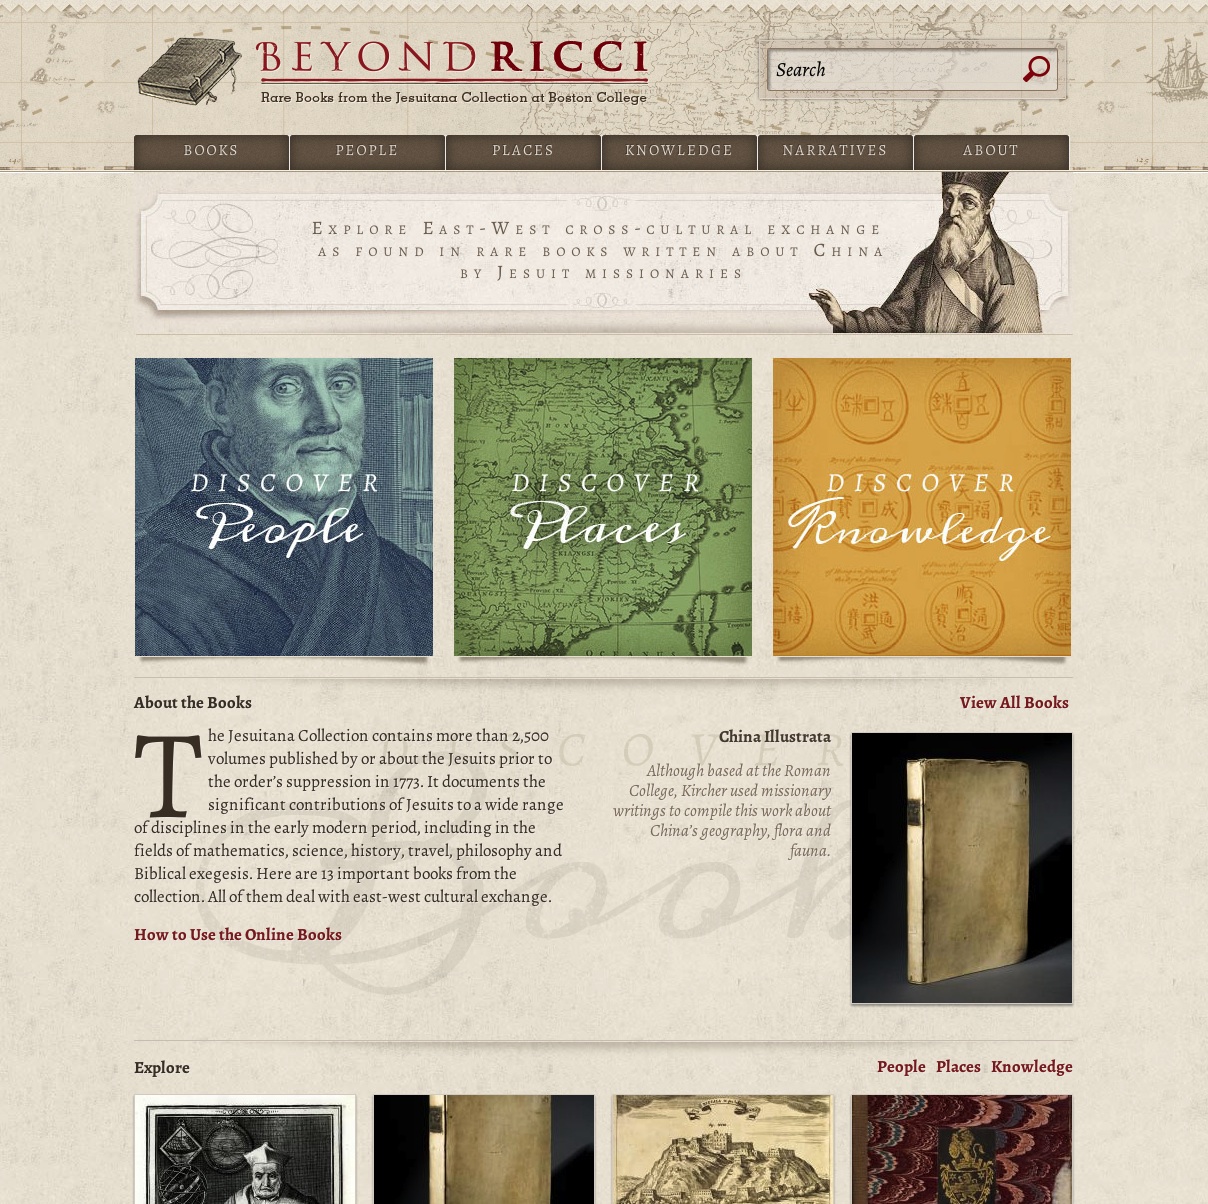 BEYOND RICCI
Rare Books from the Jesuitana Collection at Boston College
Search
BOOKS
PEOPLE
PLACES
KNOWLEDGE
NARRATIVES
ABOUT
Explore East-West cross-cultural exchange
as found in rare books written about China
by Jesuit missionaries
DISCOVER
People
DISCOVER
Places
DISCOVER
Knowledge
About the Books
View All Books
The Jesuitana Collection contains more than 2,500
volumes published by or about the Jesuits prior to
the order’s suppression in 1773. It documents the
significant contributions of Jesuits to a wide range
of disciplines in the early modern period, including in the
fields of mathematics, science, history, travel, philosophy and
Biblical exegesis. Here are 13 important books from the
collection. All of them deal with east-west cultural exchange.
How to Use the Online Books
China Illustrata
Although based at the Roman
College, Kircher used missionary
writings to compile this work about
China’s geography, flora and
fauna.
DISCOVER
Explore
People
Places
Knowledge